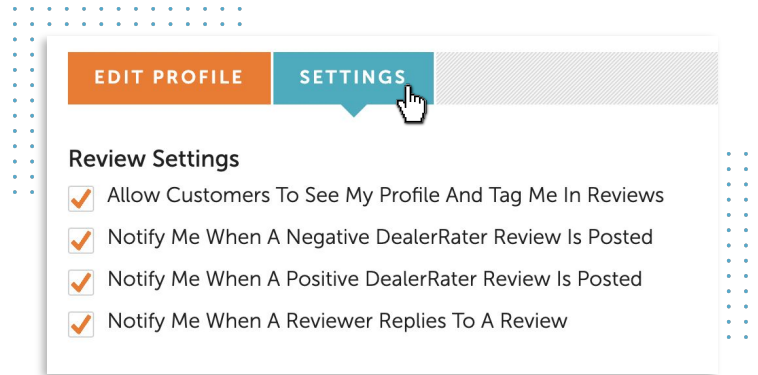 EDIT PROFILE
SETTINGS
Review Settings
Allow Customers To See My Profile And Tag Me In Reviews
Notify Me When A Negative DealerRater Review Is Posted
Notify Me When A Positive DealerRater Review Is Posted
Notify Me When A Reviewer Replies To A Review